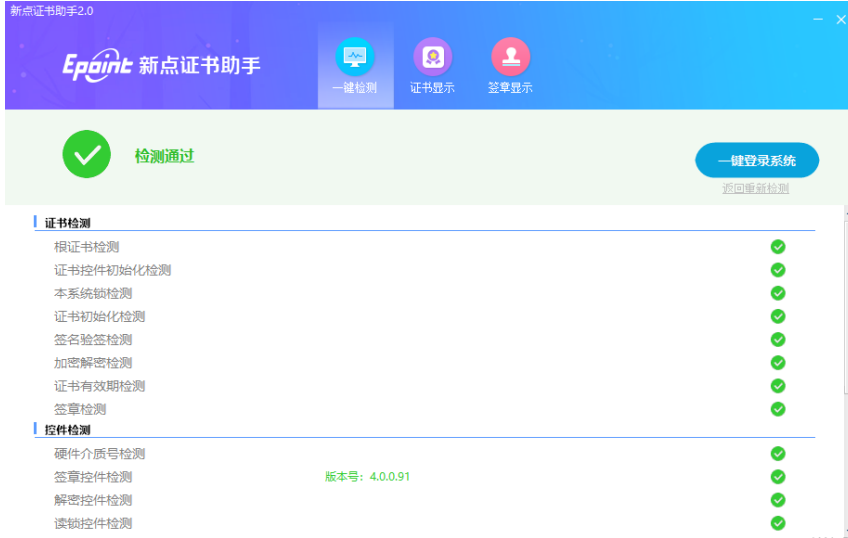 新点证书助手2.0
Epoint 新点证书助手
一键检测
证书显示
签章显示
检测通过
一键登录系统
返回重新检测
证书检测
根证书检测
证书控件初始化检测
本系统锁检测
证书初始化检测
签名验签检测
加密解密检测
证书有效期检测
签章检测
控件检测
硬件介质号检测
签章控件检测 版本号：4.0.0.91
解密控件检测
读锁控件检测